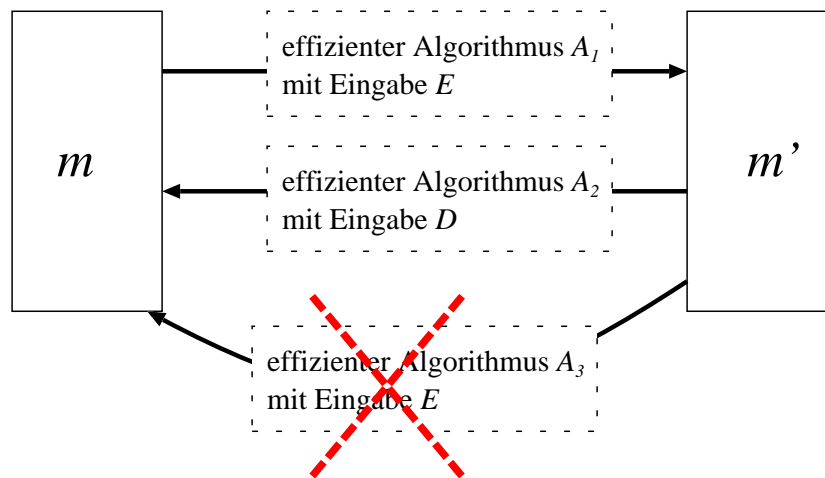 effizienter Algorithmus A1
mit Eingabe E
m
m’
effizienter Algorithmus A2
mit Eingabe D
effizienter Algorithmus A3
mit Eingabe E